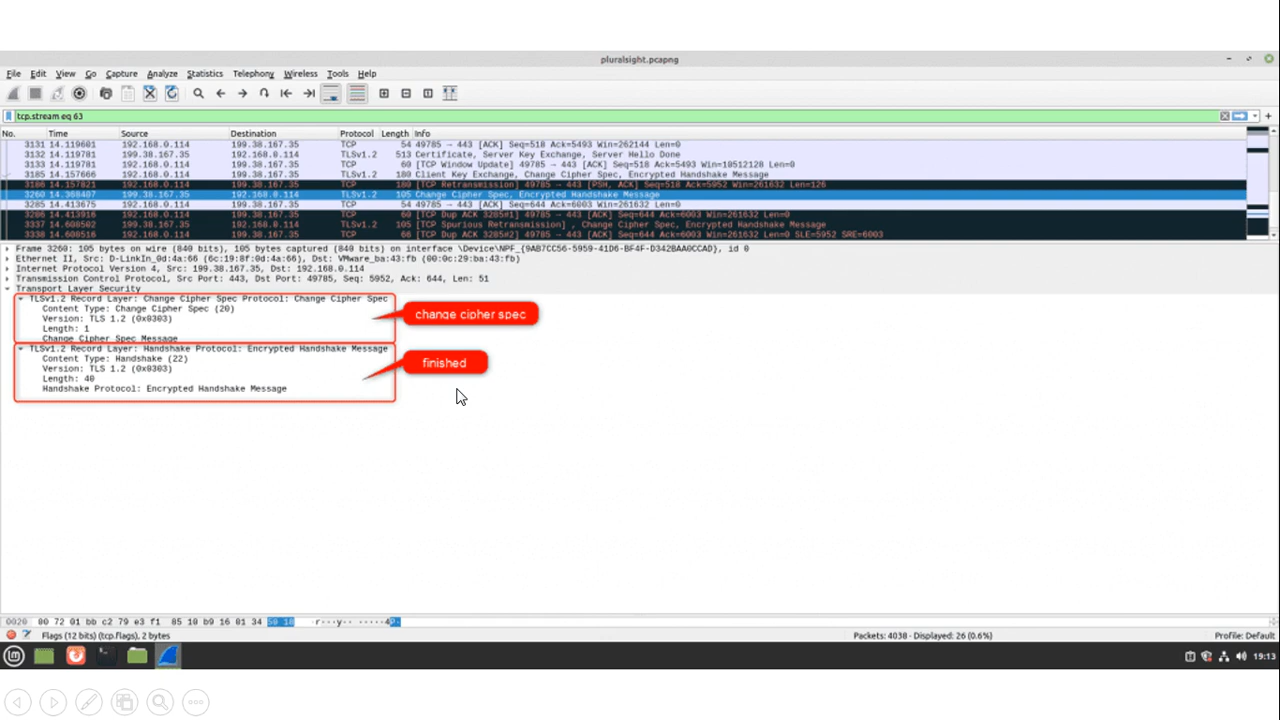 pluralsight.pcapng
File Edit View Go Capture Analyze Statistics Telephony Wireless Tools Help
tcp.stream eq 63
No. Time Source Destination Protocol Length Info
3131 14.119601 192.168.0.114 199.38.167.35 TCP 54 49785 → 443 [ACK] Seq=518 Ack=5493 Win=262144 Len=0
3132 14.119781 192.168.0.114 199.38.167.35 TLSv1.2 513 Certificate, Server Key Exchange, Server Hello Done
3133 14.119781 192.168.0.114 199.38.167.35 TCP 60 [TCP Window Update] 49785 → 443 [ACK] Seq=518 Ack=5493 Win=19512128 Len=0
3185 14.157666 192.168.0.114 199.38.167.35 TLSv1.2 180 Client Key Exchange, Change Cipher Spec, Encrypted Handshake Message
3186 14.157821 192.168.0.114 199.38.167.35 TCP 180 [TCP Retransmission] 49785 → 443 [PSH, ACK] Seq=518 Ack=5952 Win=261632 Len=126
3260 14.368407 199.38.167.35 192.168.0.114 TLSv1.2 105 Change Cipher Spec, Encrypted Handshake Message
3285 14.413675 192.168.0.114 199.38.167.35 TCP 54 49785 → 443 [ACK] Seq=644 Ack=6003 Win=261632 Len=0
3286 14.413916 192.168.0.114 199.38.167.35 TCP 60 [TCP Dup ACK 3285#1] 49785 → 443 [ACK] Seq=644 Ack=6003 Win=261632 Len=0
3337 14.608502 192.168.0.114 199.38.167.35 TLSv1.2 105 [TCP Spurious Retransmission] , Change Cipher Spec, Encrypted Handshake Message
3338 14.608516 192.168.0.114 199.38.167.35 TCP 66 [TCP Dup ACK 3285#2] 49785 → 443 [ACK] Seq=644 Ack=6003 Win=261632 Len=0 SLE=5952 SRE=6003
Frame 3260: 105 bytes on wire (840 bits), 105 bytes captured (840 bits) on interface \Device\NPF_{9AB7CC56-5959-41D6-BF4F-D342BAA0CCAD}, id 0
Ethernet II, Src: D-LinkIn_0d:4a:66 (6c:19:8f:0d:4a:66), Dst: VMware_ba:43:fb (00:0c:29:ba:43:fb)
Internet Protocol Version 4, Src: 199.38.167.35, Dst: 192.168.0.114
Transmission Control Protocol, Src Port: 443, Dst Port: 49785, Seq: 5952, Ack: 644, Len: 51
Transport Layer Security
TLSv1.2 Record Layer: Change Cipher Spec Protocol: Change Cipher Spec
Content Type: Change Cipher Spec (20)
change cipher spec
Version: TLS 1.2 (0x0303)
Length: 1
Change Cipher Spec Message
TLSv1.2 Record Layer: Handshake Protocol: Encrypted Handshake Message
Content Type: Handshake (22)
finished
Version: TLS 1.2 (0x0303)
Length: 40
Handshake Protocol: Encrypted Handshake Message
0020 00 72 01 bb c2 79 e3 f1 85 10 b9 16 01 34 50 18 ·r···y·· ·····4P·
Flags (12 bits) (tcp.flags), 2 bytes
Packets: 4038 · Displayed: 26 (0.6%)
Profile: Default
19:13